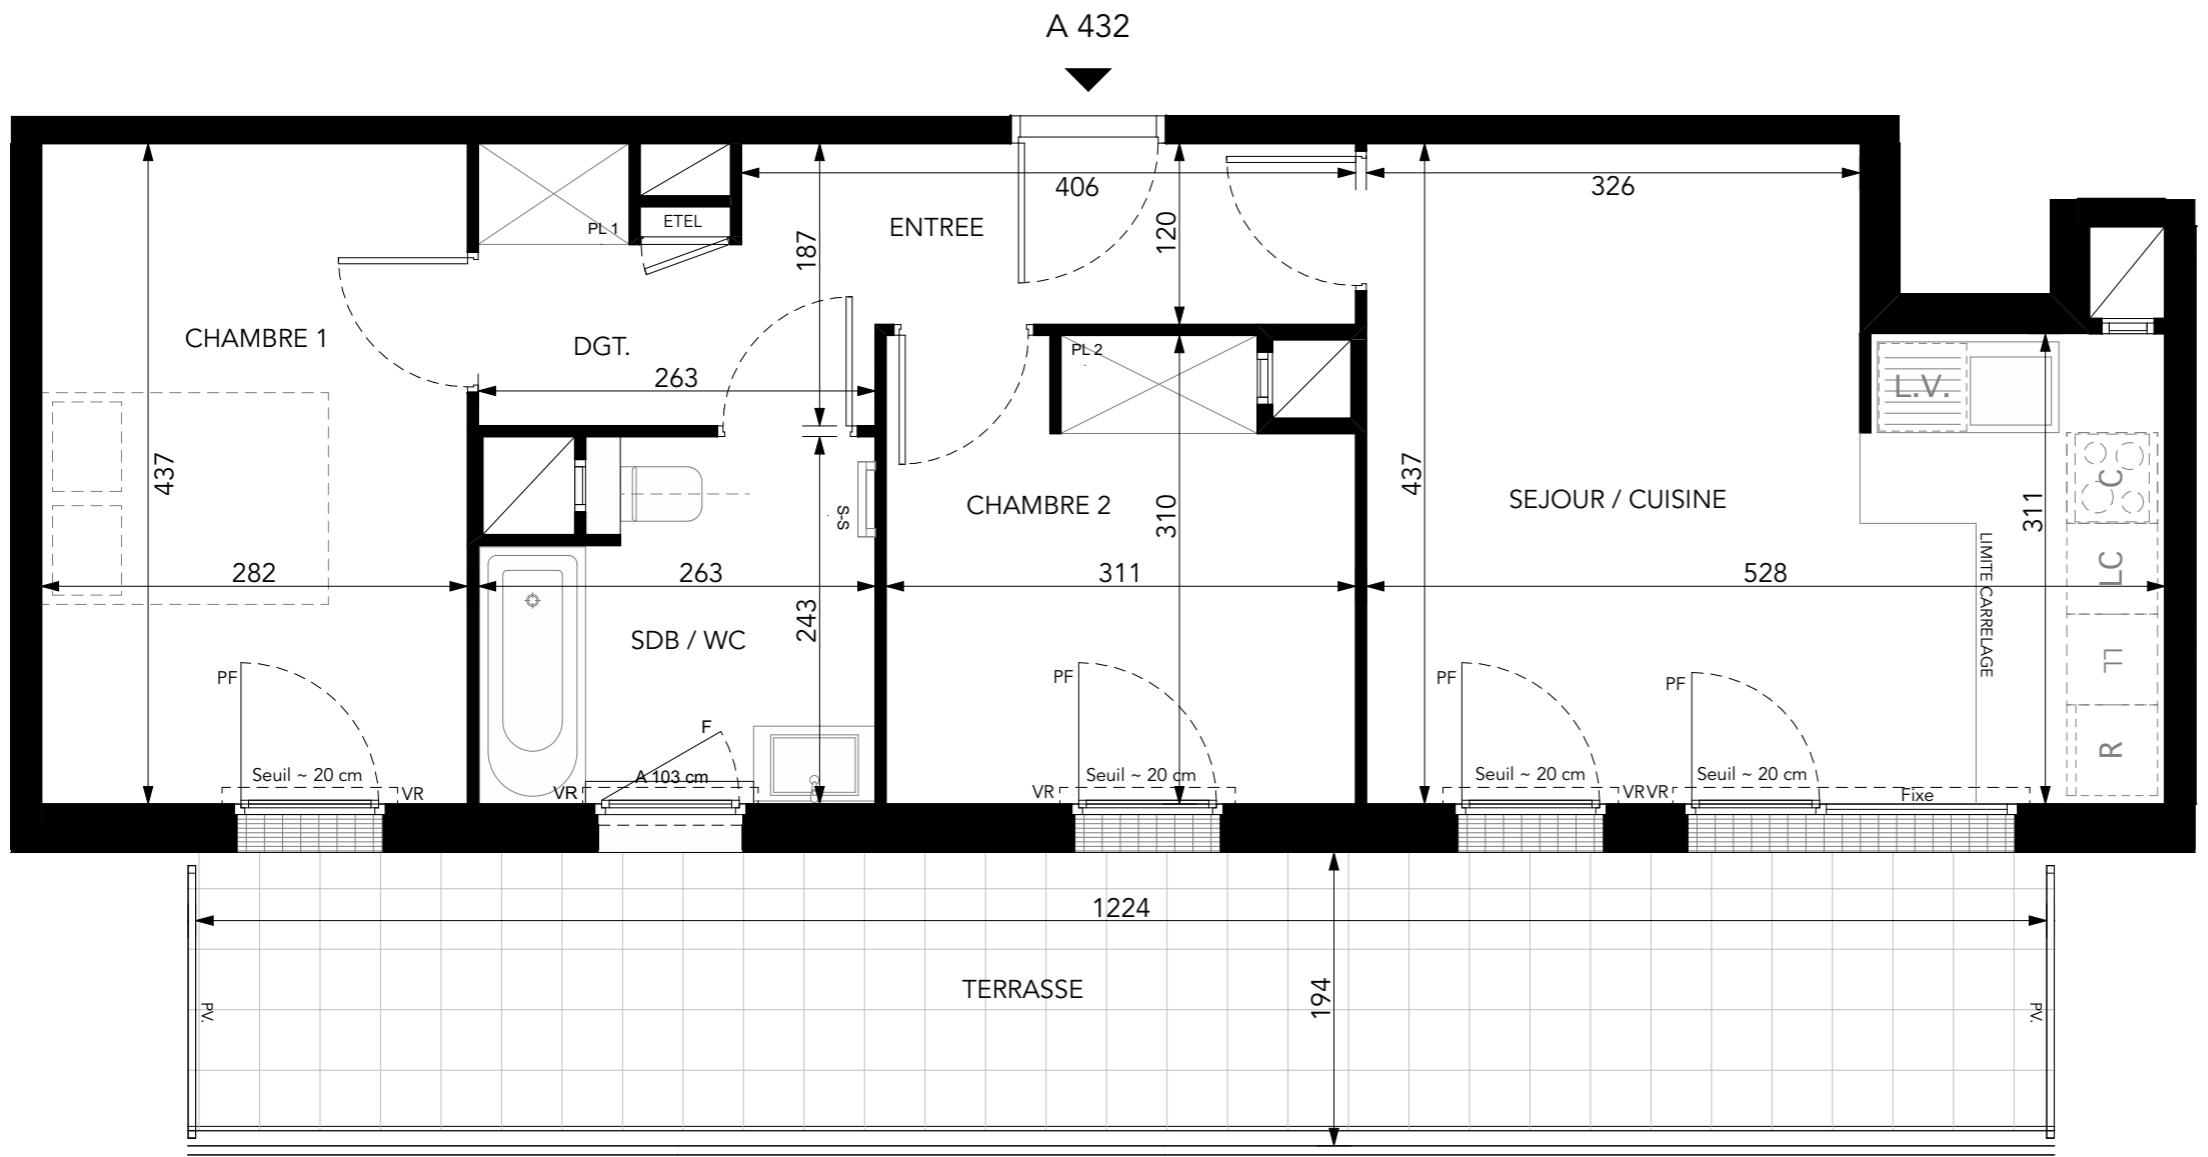 A 432
406
326
PL 1
ETEL
ENTREE
187
120
CHAMBRE 1
DGT.
263
PL 2
L.V.
437
S-S
CHAMBRE 2
310
437
SEJOUR / CUISINE
311
C
LIMITE CARRELAGE
LC
282
263
311
528
243
SDB / WC
LL
PF
PF
PF
PF
F
R
Seuil ~ 20 cm
VR
VR
A 103 cm
VR
Seuil ~ 20 cm
Seuil ~ 20 cm
VR
VR
Seuil ~ 20 cm
Fixe
1224
TERRASSE
194
PV.
PV.